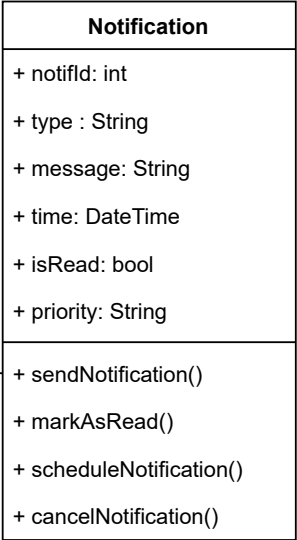 Notification
+ notifId: int
+ type : String
+ message: String
+ time: DateTime
+ isRead: bool
+ priority: String
+ sendNotification()
+ markAsRead()
+ scheduleNotification()
+ cancelNotification()